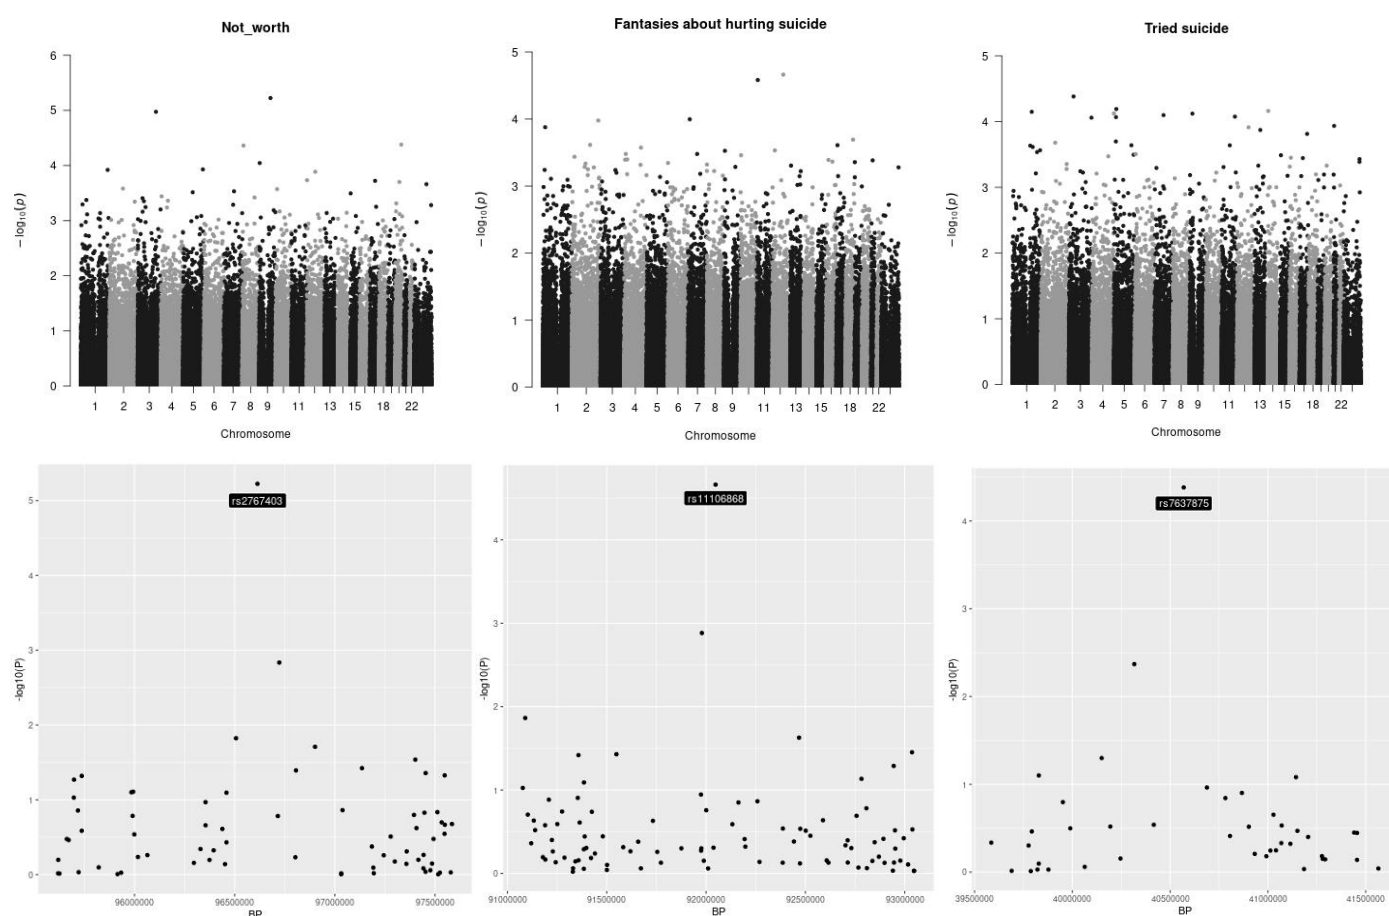 Not_worth
6
5
4
3
2
1
0
−log10(p)
1 2 3 4 5 6 7 8 9 11 13 15 18 22
Chromosome
Fantasies about hurting suicide
5
4
3
2
1
0
−log10(p)
1 2 3 4 5 6 7 8 9 11 13 15 18 22
Chromosome
Tried suicide
5
4
3
2
1
0
−log10(p)
1 2 3 4 5 6 7 8 9 11 13 15 18 22
Chromosome
rs2767403
5
4
3
2
1
0
-log10(P)
96000000 96500000 97000000 97500000
BP
rs11106868
4
3
2
1
0
-log10(P)
91000000 91500000 92000000 92500000 93000000
BP
rs7637875
4
3
2
1
0
-log10(P)
39500000 40000000 40500000 41000000 41500000
BP